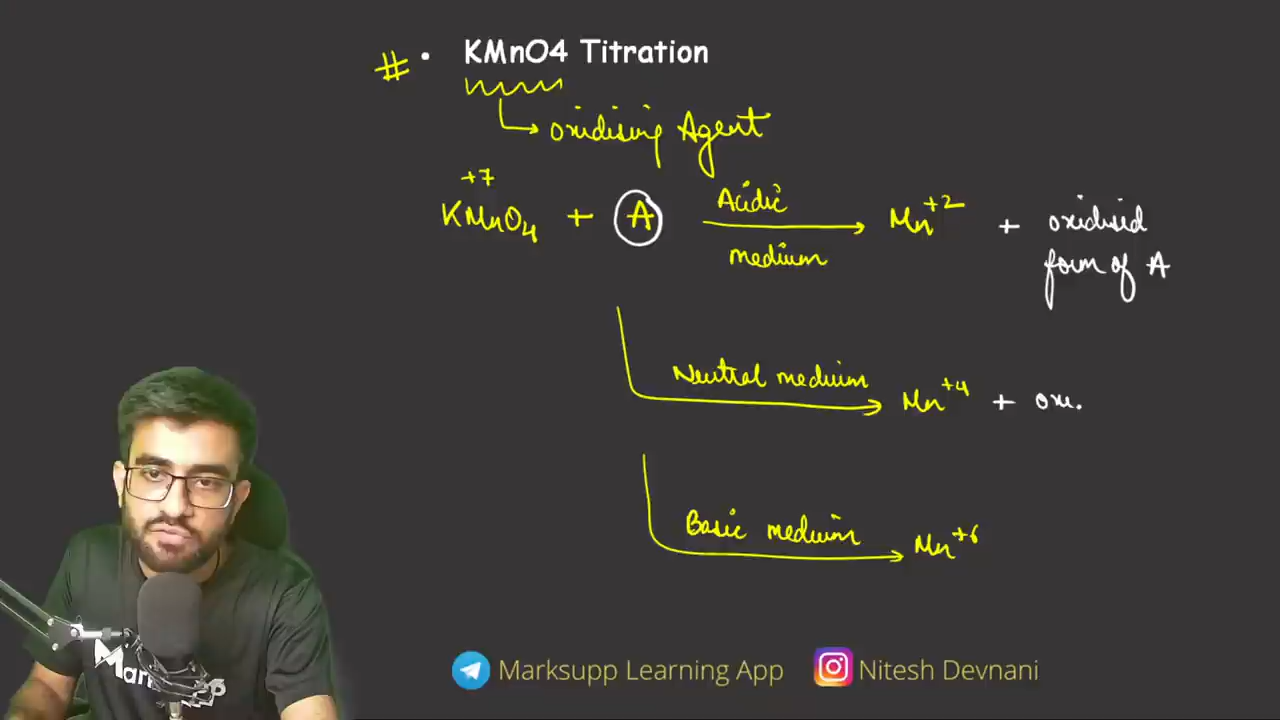 # • KMnO4 Titration
oxidising Agent
+7
KMnO4 + A Acidic medium Mn+2 + oxidised form of A
Neutral medium Mn+4 + oxi.
Basic medium Mn+6
Marksupp Learning App Nitesh Devnani